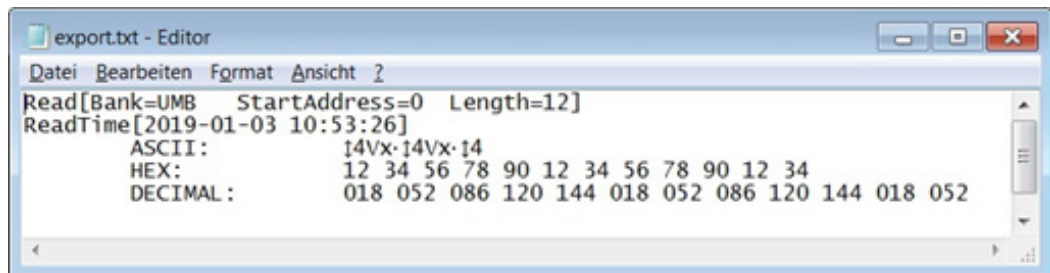 export.txt - Editor
Datei Bearbeiten Format Ansicht ?
Read[Bank=UMB StartAddress=0 Length=12]
ReadTime[2019-01-03 10:53:26]
ASCII: ↕4Vx·↕4Vx·↕4
HEX: 12 34 56 78 90 12 34 56 78 90 12 34
DECIMAL: 018 052 086 120 144 018 052 086 120 144 018 052